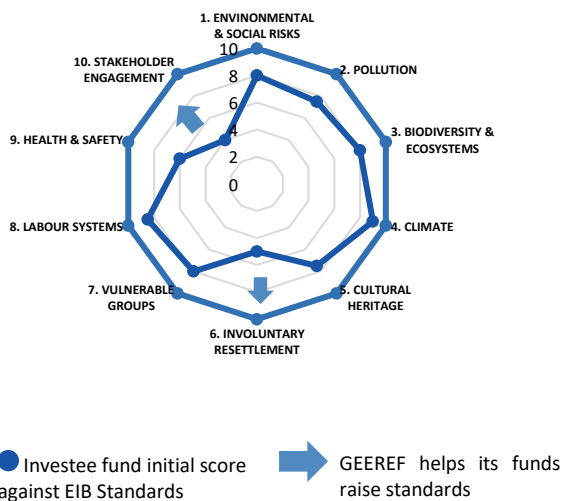 1. ENVINONMENTAL
& SOCIAL RISKS
10
10. STAKEHOLDER
ENGAGEMENT
2. POLLUTION
8
6
9. HEALTH & SAFETY
4
3. BIODIVERSITY &
ECOSYSTEMS
2
0
8. LABOUR SYSTEMS
4. CLIMATE
7. VULNERABLE
GROUPS
5. CULTURAL
HERITAGE
6. INVOLUNTARY
RESETTLEMENT
Investee fund initial score
against EIB Standards
GEEREF helps its funds
raise standards